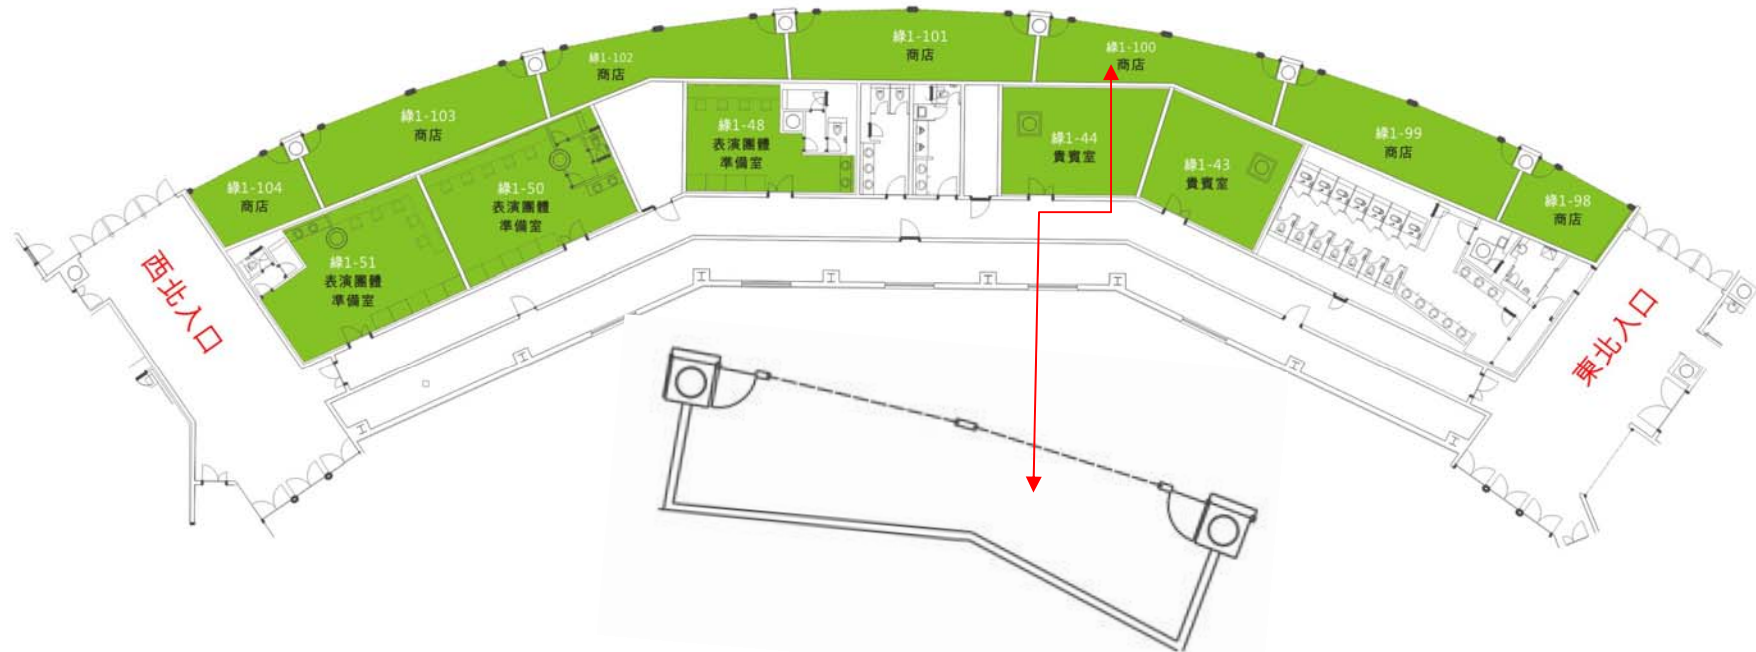 綠1-101
商店
綠1-100
商店
綠1-102
商店
綠1-103
商店
綠1-99
商店
綠1-104
商店
綠1-98
商店
綠1-48
表演團體
準備室
綠1-44
貴賓室
綠1-43
貴賓室
綠1-50
表演團體
準備室
綠1-51
表演團體
準備室
西北入口
東北入口